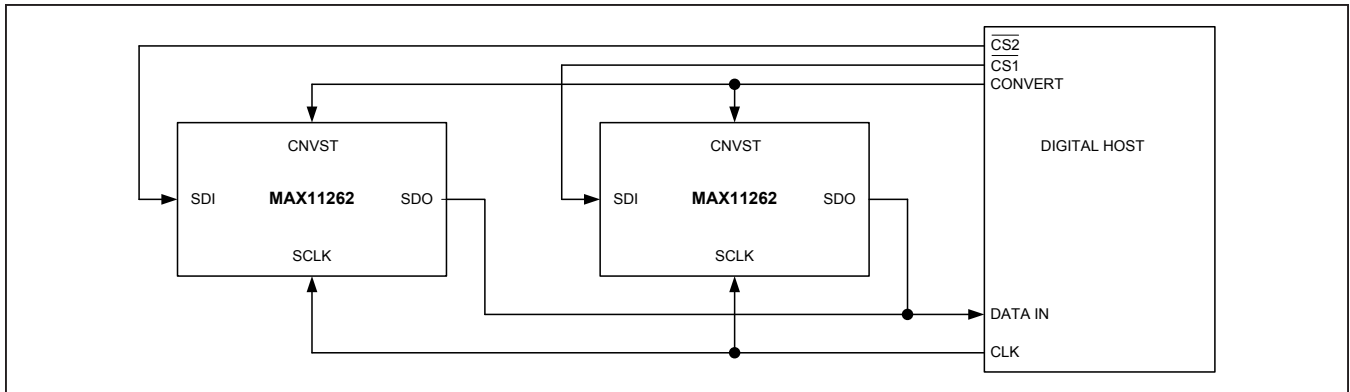 CS2
CS1
CONVERT
CNVST
CNVST
DIGITAL HOST
SDI
MAX11262
SDO
SDI
MAX11262
SDO
SCLK
SCLK
DATA IN
CLK